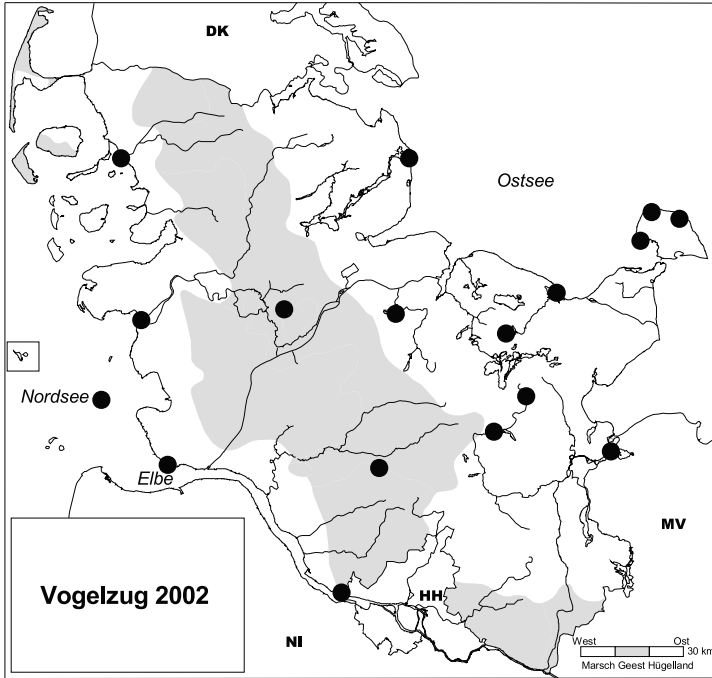 DK
Ostsee
Nordsee
Elbe
MV
Vogelzug 2002
HH
NI
West Ost
30 km
Marsch Geest Hügelland